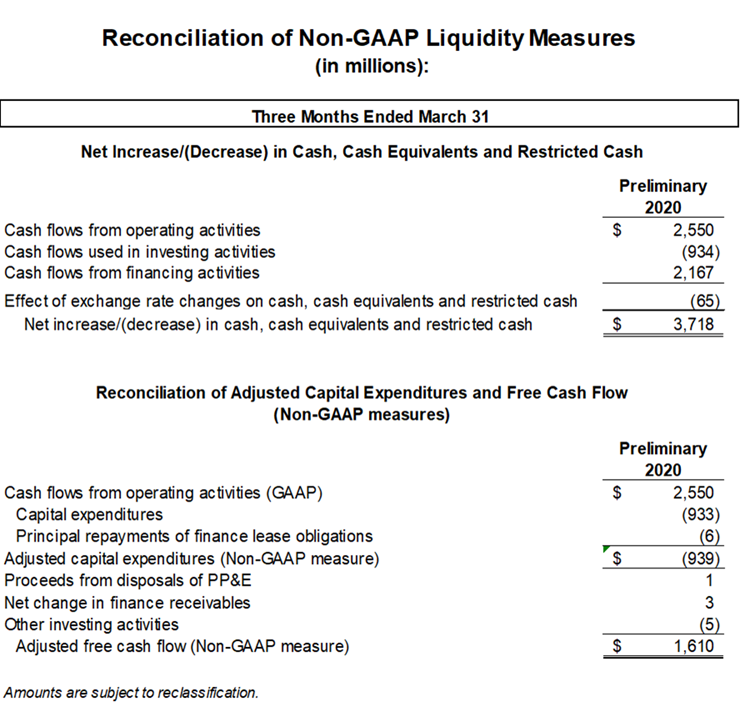 Reconciliation of Non-GAAP Liquidity Measures
(in millions):
Three Months Ended March 31
Net Increase/(Decrease) in Cash, Cash Equivalents and Restricted Cash
Preliminary
2020
Cash flows from operating activities $ 2,550
Cash flows used in investing activities (934)
Cash flows from financing activities 2,167
Effect of exchange rate changes on cash, cash equivalents and restricted cash (65)
Net increase/(decrease) in cash, cash equivalents and restricted cash $ 3,718
Reconciliation of Adjusted Capital Expenditures and Free Cash Flow
(Non-GAAP measures)
Preliminary
2020
Cash flows from operating activities (GAAP) $ 2,550
Capital expenditures (933)
Principal repayments of finance lease obligations (6)
Adjusted capital expenditures (Non-GAAP measure) $ (939)
Proceeds from disposals of PP&E 1
Net change in finance receivables 3
Other investing activities (5)
Adjusted free cash flow (Non-GAAP measure) $ 1,610
Amounts are subject to reclassification.